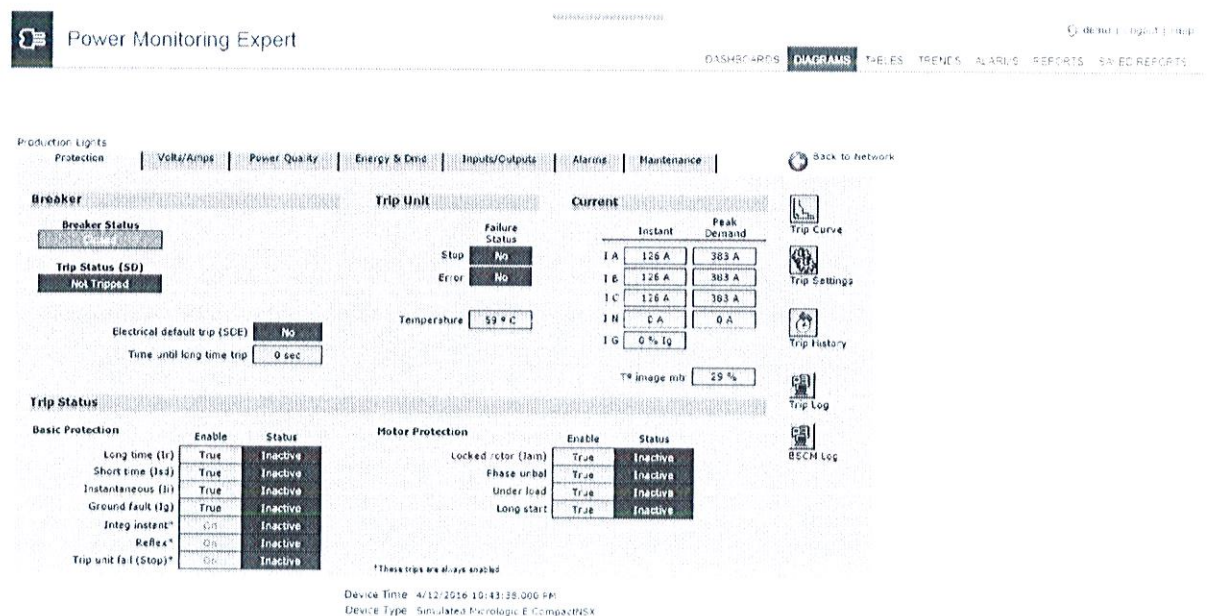 Power Monitoring Expert
DASHBOARDS DIAGRAMS TABLES TRENDS ALARMS REPORTS SAVED REPORTS
Production Lights
Protection Volts/Amps Power Quality Energy & Dmd Inputs/Outputs Alarms Maintenance Back to Network
Breaker Trip Unit Current
Breaker Status
Trip Status (SD)
Not Tripped
Electrical default trip (SDE) No
Time until long time trip 0 sec
Failure Status
Stop No
Error No
Temperature 59 ° C
Instant Peak Demand
I A 126 A 383 A
I B 126 A 383 A
I C 126 A 383 A
I N 0 A 0 A
I G 0 % Ig
T° image mtr 29 %
Trip Curve
Trip Settings
Trip History
Trip Log
BSCM Log
Trip Status
Basic Protection
Enable Status
Long time (Ir) True Inactive
Short time (Isd) True Inactive
Instantaneous (Ii) True Inactive
Ground fault (Ig) True Inactive
Integ instant* On Inactive
Reflex* On Inactive
Trip unit fail (Stop)* On Inactive
Motor Protection
Enable Status
Locked rotor (Jam) True Inactive
Phase unbal True Inactive
Under load True Inactive
Long start True Inactive
*These trips are always enabled
Device Time 4/12/2016 10:43:38.000 PM
Device Type Simulated Micrologic E CompactNSX